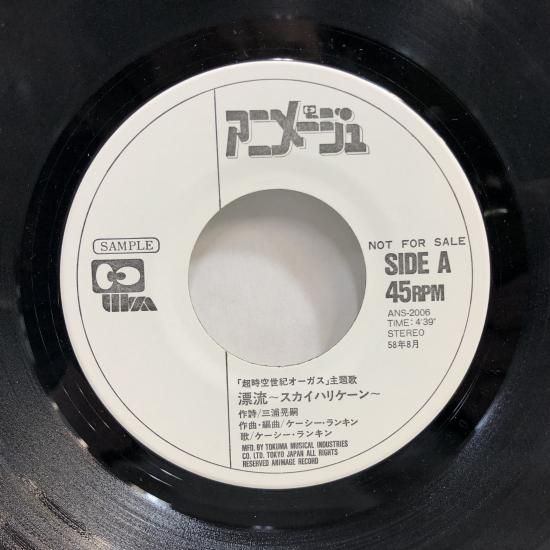 アニメージュ
SAMPLE
NOT FOR SALE
SIDE A
45RPM
ANS-2006
TIME: 4'39"
STEREO
58年8月
「超時空世紀オーガス」主題歌
漂流〜スカイハリケーン〜
作詩/三浦晃嗣
作曲・編曲/ケーシー・ランキン
歌/ケーシー・ランキン
MFD. BY TOKUMA MUSICAL INDUSTRIES
CO. LTD. TOKYO JAPAN ALL RIGHTS
RESERVED ANIMAGE RECORD